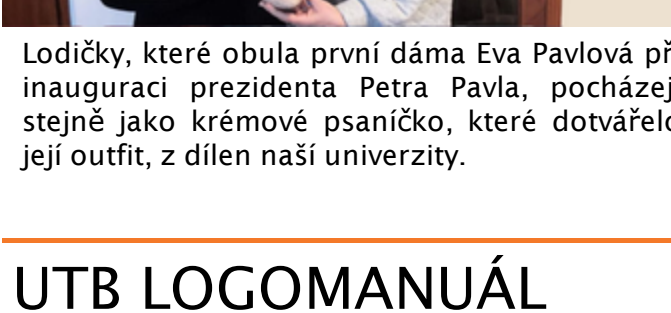 Lodičky, které obula první dáma Eva Pavlová př
inauguraci prezidenta Petra Pavla, pocházej
stejně jako krémové psaníčko, které dotvářelo
její outfit, z dílen naší univerzity.
UTB LOGOMANUÁL